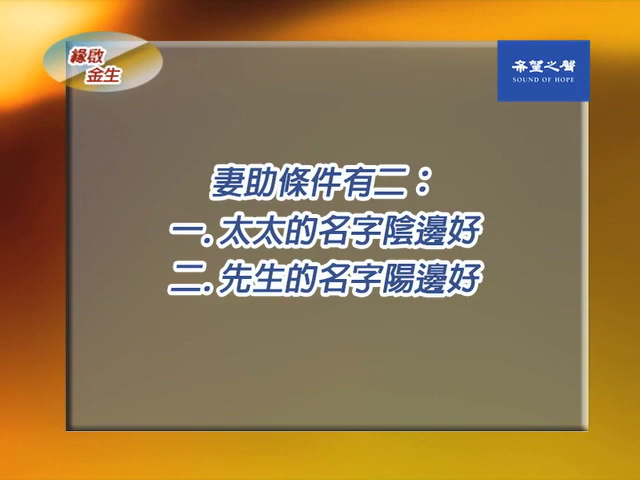 緣啟
金生
希望之聲
SOUND OF HOPE
妻助條件有二：
一.太太的名字陰邊好
二.先生的名字陽邊好